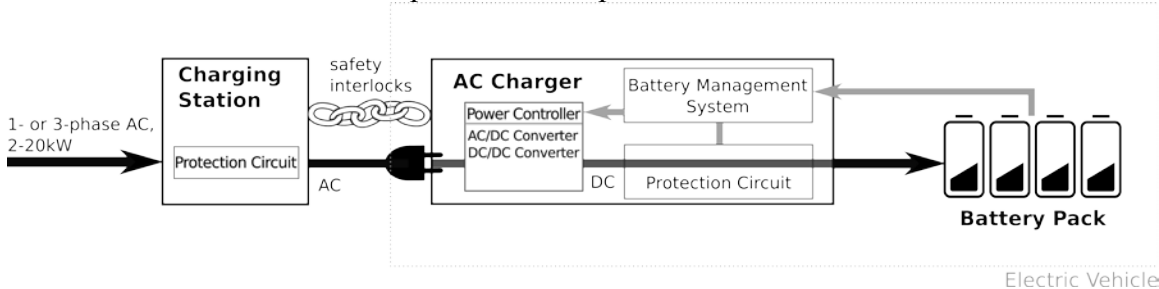 safety
interlocks
Charging
Station
AC Charger
Battery Management
System
1- or 3-phase AC,
2-20kW
Power Controller
AC/DC Converter
DC/DC Converter
Protection Circuit
AC
DC
Protection Circuit
Battery Pack
Electric Vehicle